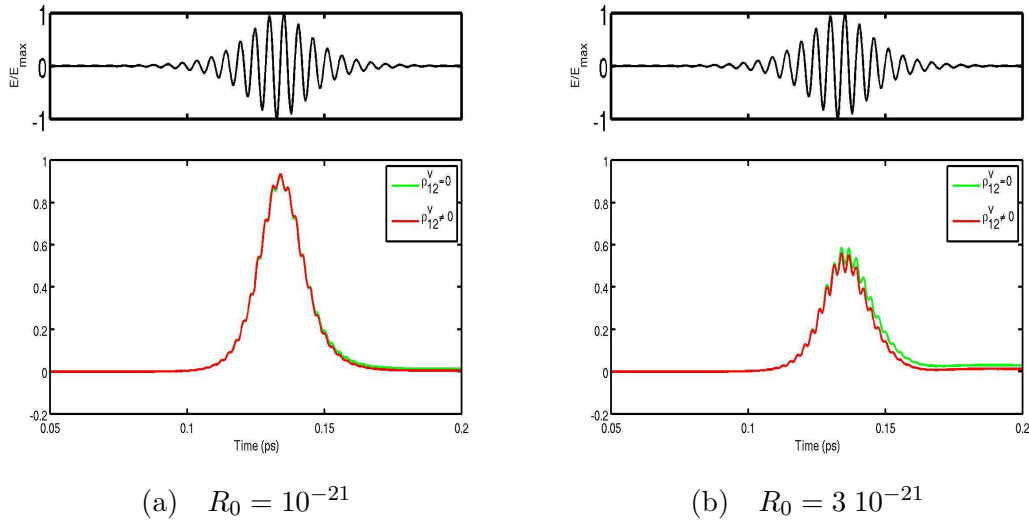 1
0
-1
E/E_max
1
0.8
0.6
0.4
0.2
0
-0.2
0.05
0.1
0.15
0.2
Time (ps)
ρ^v_12=0
ρ^v_12≠0
(a) R₀ = 10⁻²¹
1
0
-1
E/E_max
1
0.8
0.6
0.4
0.2
0
-0.2
0.05
0.1
0.15
0.2
Time (ps)
ρ^v_12=0
ρ^v_12≠0
(b) R₀ = 3 10⁻²¹